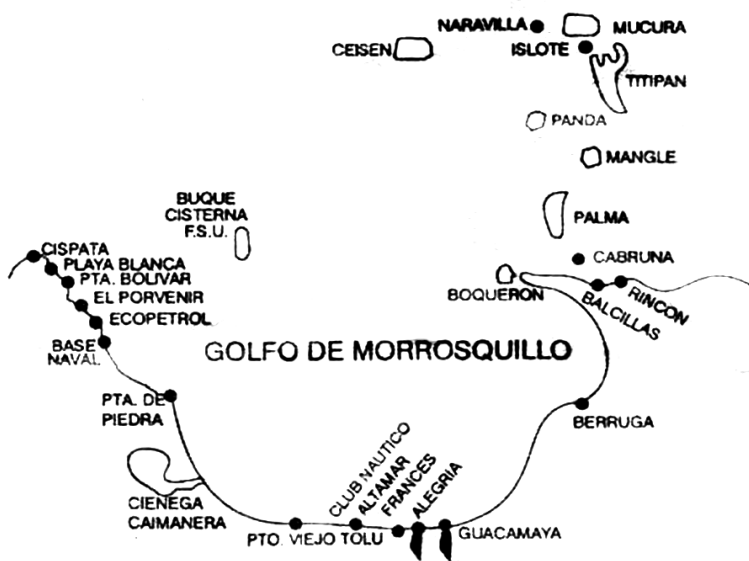 NARAVILLA
MUCURA
CEISEN
ISLOTE
TITIPAN
PANDA
MANGLE
BUQUE
CISTERNA
F.S.U.
PALMA
CISPATA
PLAYA BLANCA
PTA. BOLIVAR
EL PORVENIR
ECOPETROL
BASE
NAVAL
CABRUNA
BOQUERON
RINCON
BALCILLAS
GOLFO DE MORROSQUILLO
PTA. DE
PIEDRA
BERRUGA
CIENEGA
CAIMANERA
CLUB NAUTICO
ALTAMAR
FRANCES
ALEGRIA
PTO. VIEJO TOLU
GUACAMAYA